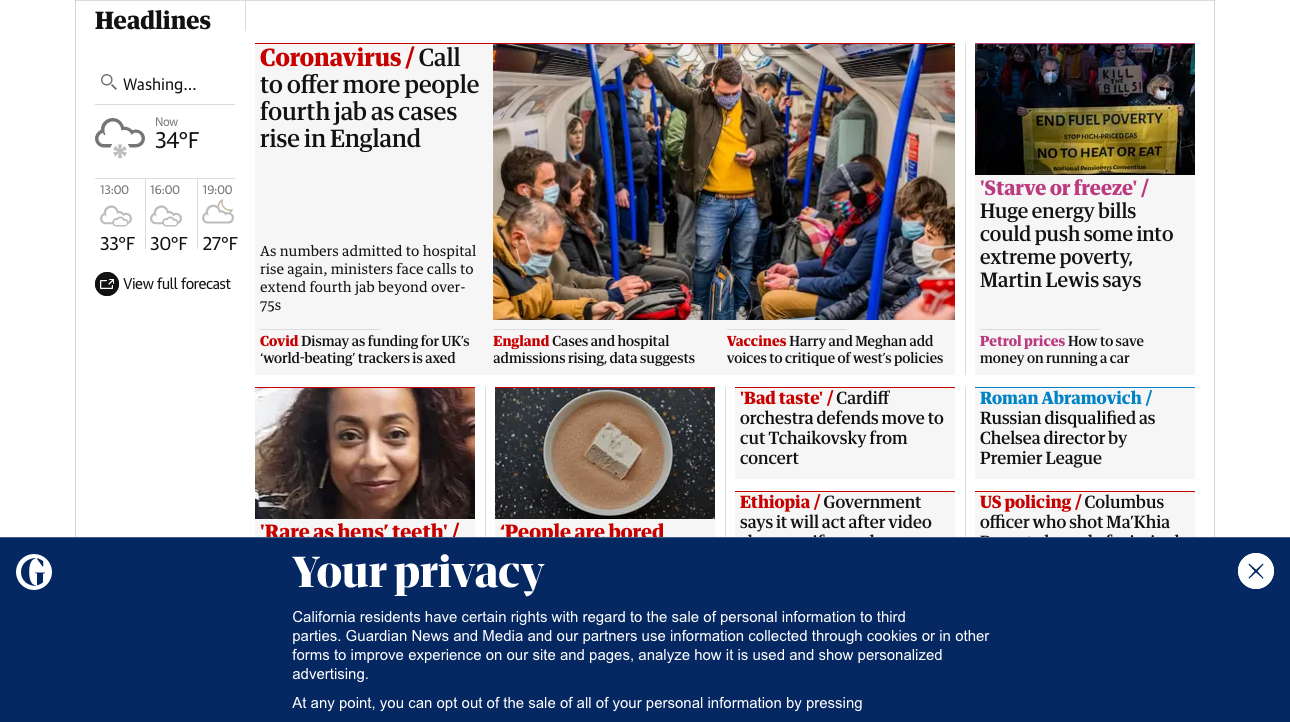 Headlines
Washing...
Now
34°F
13:00
16:00
19:00
33°F
30°F
27°F
View full forecast
Coronavirus / Call
to offer more people
fourth jab as cases
rise in England
As numbers admitted to hospital
rise again, ministers face calls to
extend fourth jab beyond over-
75s
Covid Dismay as funding for UK's
'world-beating' trackers is axed
England Cases and hospital
admissions rising, data suggests
Vaccines Harry and Meghan add
voices to critique of west's policies
KILL
THE
BILLS!
END FUEL POVERTY
STOP HIGH-PRICED GAS
NO TO HEAT OR EAT
National Pensioners Convention
'Starve or freeze' /
Huge energy bills
could push some into
extreme poverty,
Martin Lewis says
Petrol prices How to save
money on running a car
'Rare as hens' teeth' /
'People are bored
'Bad taste' / Cardiff
orchestra defends move to
cut Tchaikovsky from
concert
Ethiopia / Government
says it will act after video
Roman Abramovich /
Russian disqualified as
Chelsea director by
Premier League
US policing / Columbus
officer who shot Ma'Khia
Your privacy
California residents have certain rights with regard to the sale of personal information to third
parties. Guardian News and Media and our partners use information collected through cookies or in other
forms to improve experience on our site and pages, analyze how it is used and show personalized
advertising.
At any point, you can opt out of the sale of all of your personal information by pressing